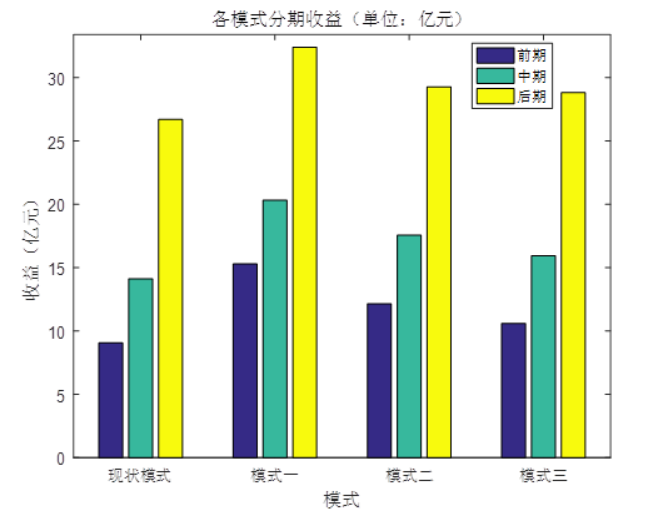 各模式分期收益（单位：亿元）
前期
中期
后期
收益（亿元）
30
25
20
15
10
5
0
现状模式 模式一 模式二 模式三
模式